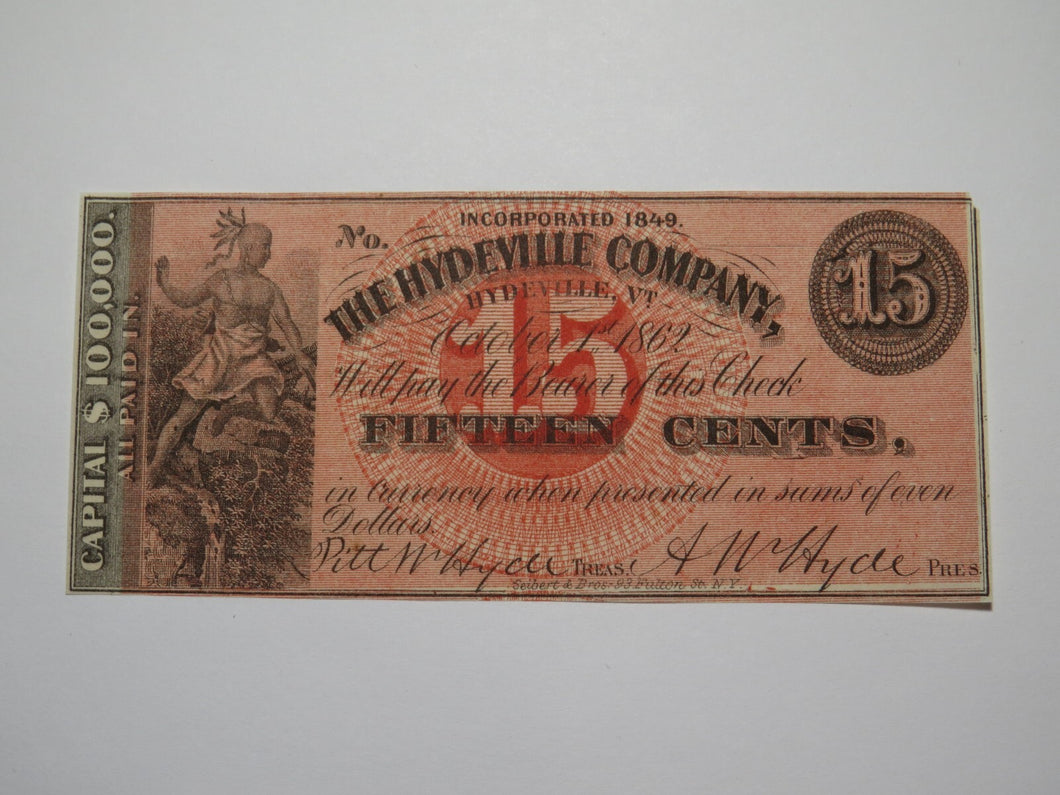 CAPITAL $ 100,000.
ALL PAID IN.
INCORPORATED 1849.
No.
15
THE HYDEVILLE COMPANY,
HYDEVILLE, VT
October 1st 1862
15
Will pay the Bearer of this Check
FIFTEEN CENTS,
in currency when presented in sums of even
Dollars.
Pitt W Hyde TREAS. A W Hyde PRES
Seibert & Bros. 93 Fulton St. N.Y.